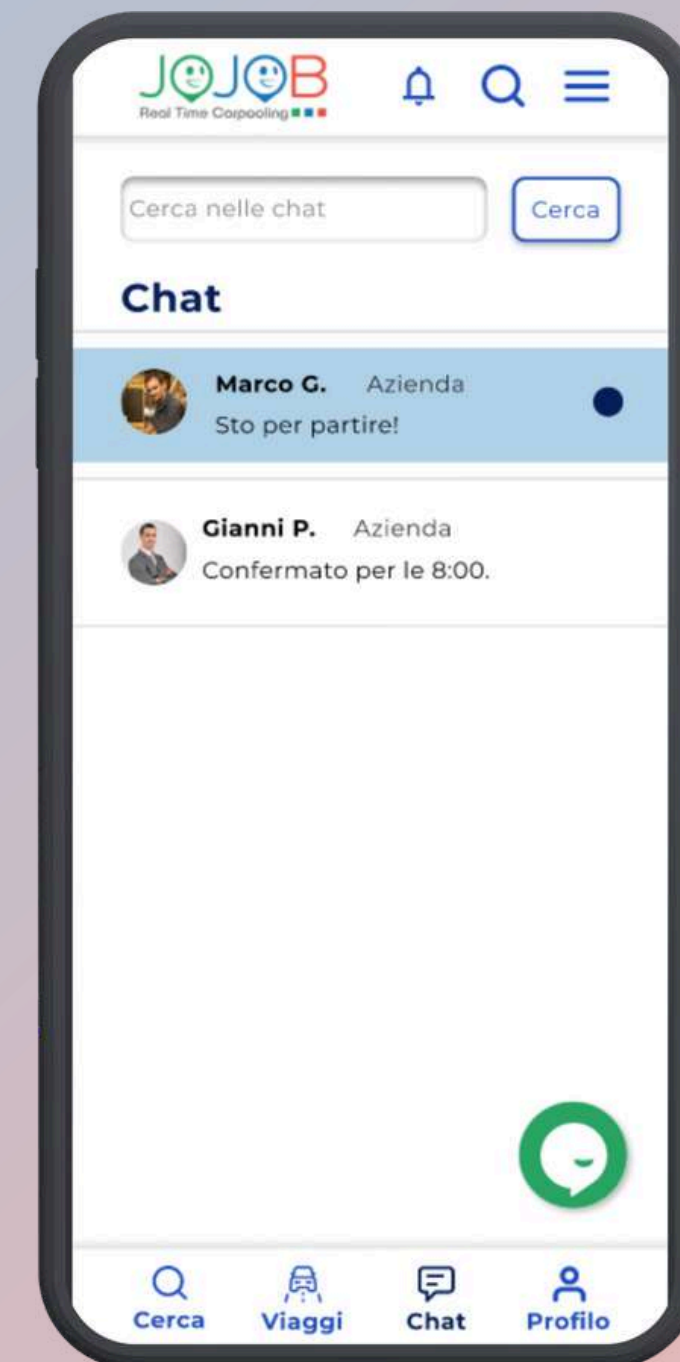 JOJOB
Real Time Carpooling
Cerca nelle chat
Cerca
Chat
Marco G. Azienda
Sto per partire!
Gianni P. Azienda
Confermato per le 8:00.
Cerca Viaggi Chat Profilo